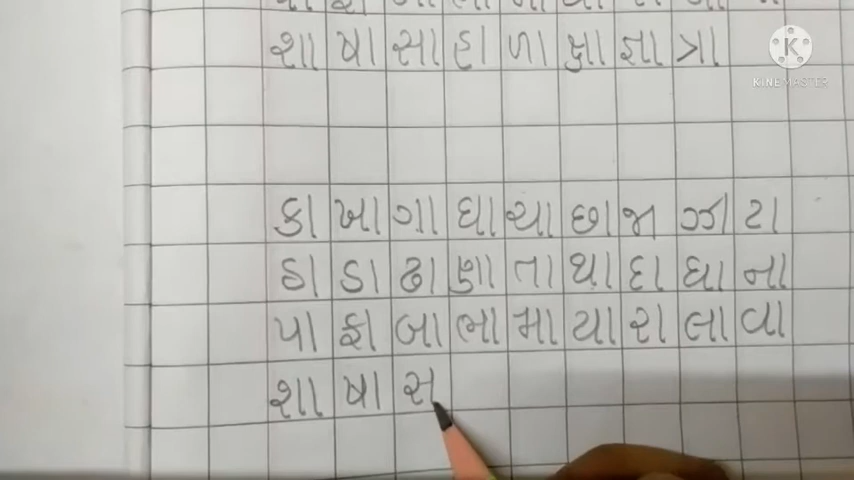 શા ષા સા હા ળા ક્ષા જ્ઞા ત્રા
KINEMASTER
કા ખા ગા ઘા ચા છા જા ઝા ટા
ઠા ડા ઢા ણા તા થા દા ધા ના
પા ફા બા ભા મા યા રા લા વા
શા ષા સ